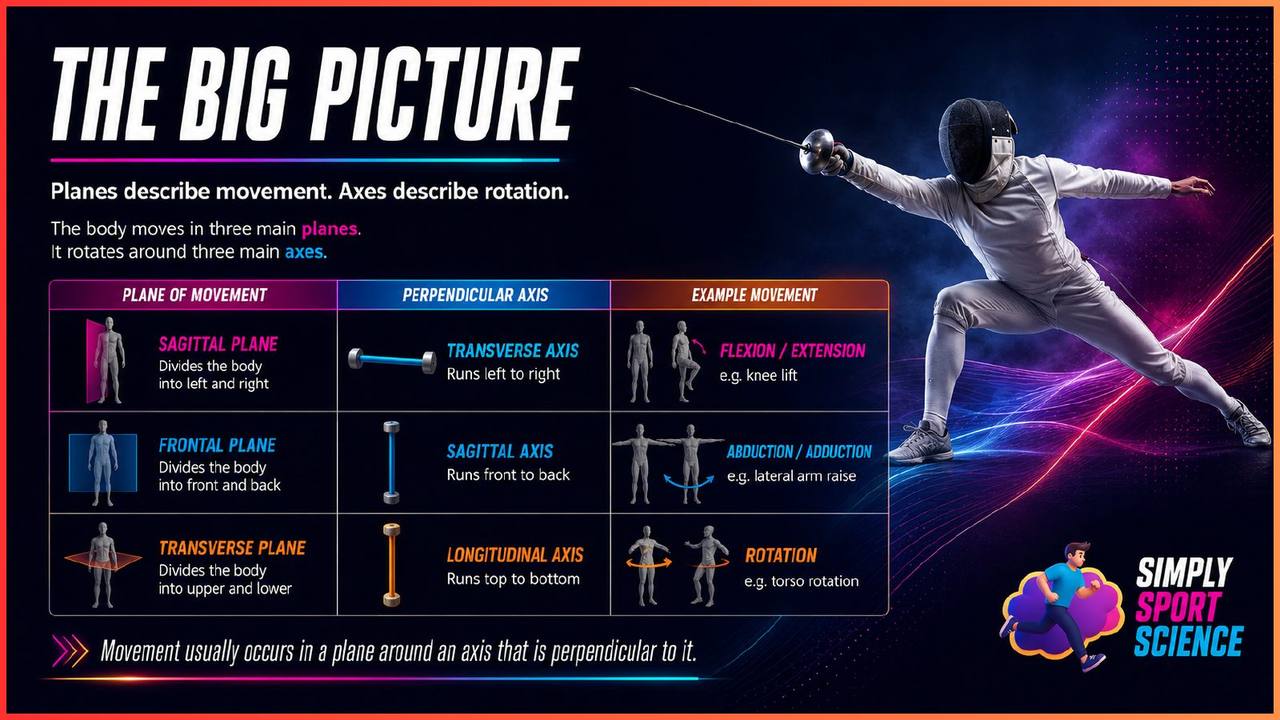 THE BIG PICTURE
Planes describe movement. Axes describe rotation.
The body moves in three main planes.
It rotates around three main axes.
PLANE OF MOVEMENT
PERPENDICULAR AXIS
EXAMPLE MOVEMENT
SAGITTAL PLANE
Divides the body
into left and right
TRANSVERSE AXIS
Runs left to right
FLEXION / EXTENSION
e.g. knee lift
FRONTAL PLANE
Divides the body
into front and back
SAGITTAL AXIS
Runs front to back
ABDUCTION / ADDUCTION
e.g. lateral arm raise
TRANSVERSE PLANE
Divides the body
into upper and lower
LONGITUDINAL AXIS
Runs top to bottom
ROTATION
e.g. torso rotation
Movement usually occurs in a plane around an axis that is perpendicular to it.
SIMPLY
SPORT
SCIENCE